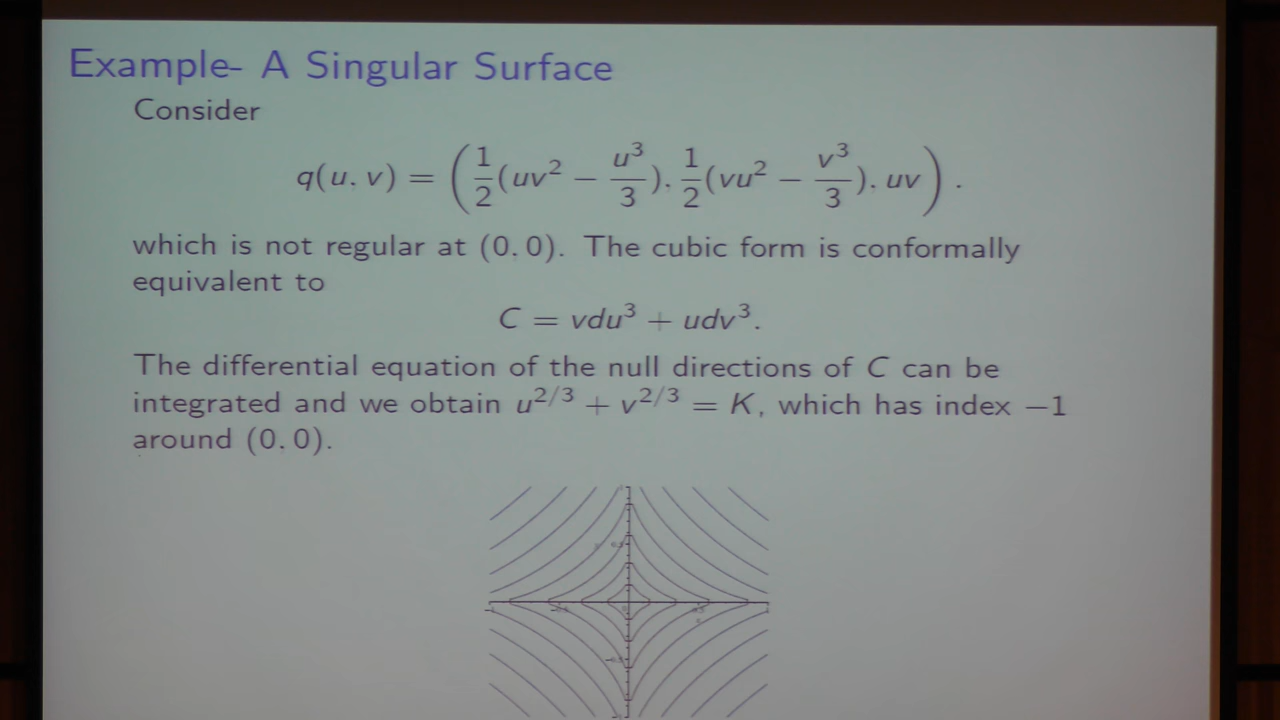 Example- A Singular Surface
Consider
q(u, v) = (1/2(uv² − u³/3), 1/2(vu² − v³/3), uv).
which is not regular at (0, 0). The cubic form is conformally
equivalent to
C = vdu³ + udv³.
The differential equation of the null directions of C can be
integrated and we obtain u^{2/3} + v^{2/3} = K, which has index −1
around (0, 0).